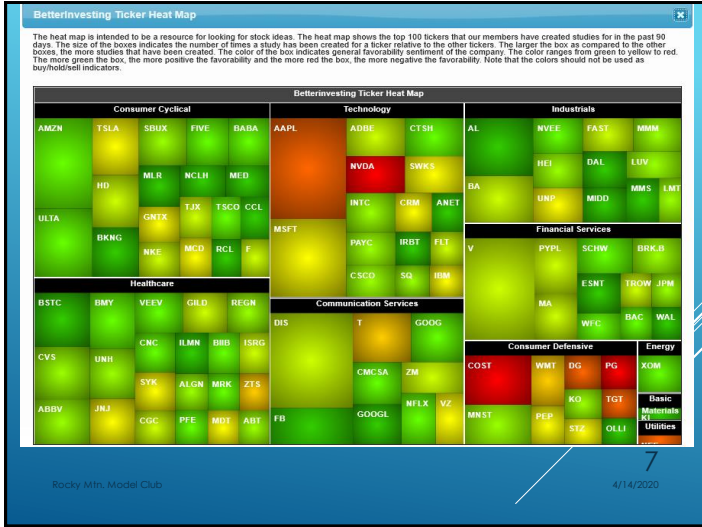 BetterInvesting Ticker Heat Map
The heat map is intended to be a resource for looking for stock ideas. The heat map shows the top 100 tickers that our members have created studies for in the past 90
days. The size of the boxes indicates the number of times a study has been created for a ticker relative to the other tickers. The larger the box as compared to the other
boxes, the more studies that have been created. The color of the box indicates general favorability sentiment of the company. The color ranges from green to yellow to red.
The more green the box, the more positive the favorability and the more red the box, the more negative the favorability. Note that the colors should not be used as
buy/hold/sell indicators.
Betterinvesting Ticker Heat Map
Consumer Cyclical
AMZN TSLA SBUX FIVE BABA
MLR NCLH MED
HD
TJX TSCO CCL
ULTA GNTX
BKNG
NKE MCD RCL F
Technology
AAPL ADBE CTSH
NVDA SWKS
INTC CRM ANET
MSFT
PAYC IRBT FLT
CSCO SQ IBM
Industrials
AL NVEE FAST MMM
HEI DAL LUV
BA
UNP MIDD MMS LMT
Financial Services
V PYPL SCHW BRK.B
ESNT TROW JPM
MA
WFC BAC WAL
Healthcare
BSTC BMY VEEV GILD REGN
CNC ILMN BIIB ISRG
CVS UNH
SYK ALGN MRK ZTS
ABBV JNJ
CGC PFE MDT ABT
Communication Services
DIS T GOOG
CMCSA ZM
FB GOOGL NFLX VZ
Consumer Defensive
COST WMT DG PG
KO TGT
MNST PEP
STZ OLLI
Energy
XOM
Basic
Materials
Utilities
7
Rocky Mtn. Model Club
4/14/2020